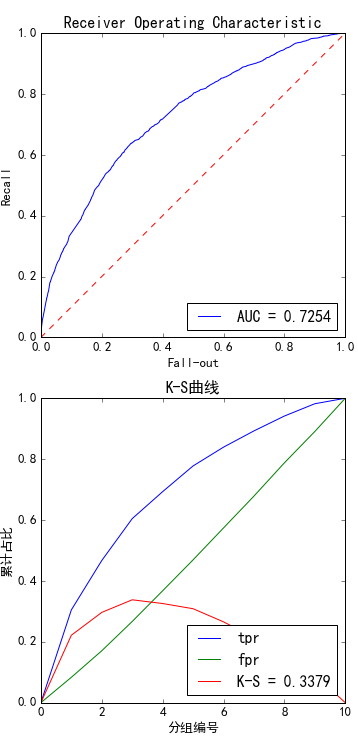 Receiver Operating Characteristic
1.0
0.8
0.6
0.4
0.2
0.0
Recall
AUC = 0.7254
0.0 0.2 0.4 0.6 0.8 1.0
Fall-out
K-S曲线
1.0
0.8
0.6
0.4
0.2
0.0
累计占比
tpr
fpr
K-S = 0.3379
0 2 4 6 8 10
分组编号